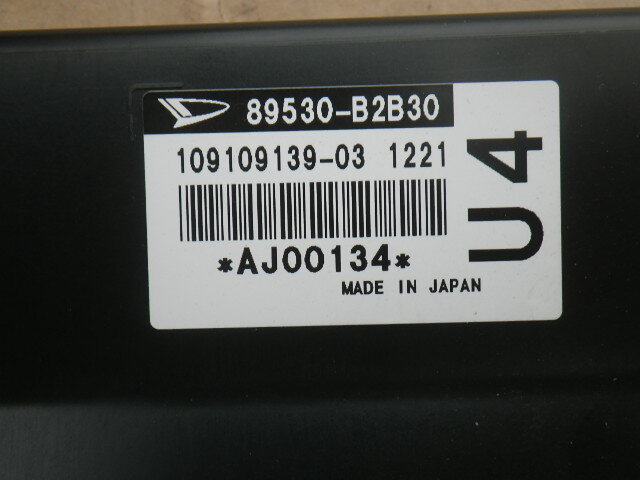 89530-B2B30
109109139-03 1221
*AJ00134*
MADE IN JAPAN
U4